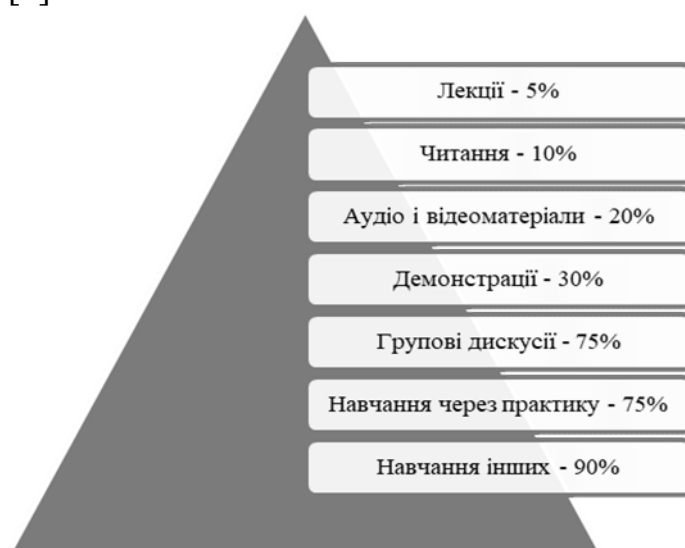 Лекції - 5%
Читання - 10%
Аудіо і відеоматеріали - 20%
Демонстрації - 30%
Групові дискусії - 75%
Навчання через практику - 75%
Навчання інших - 90%